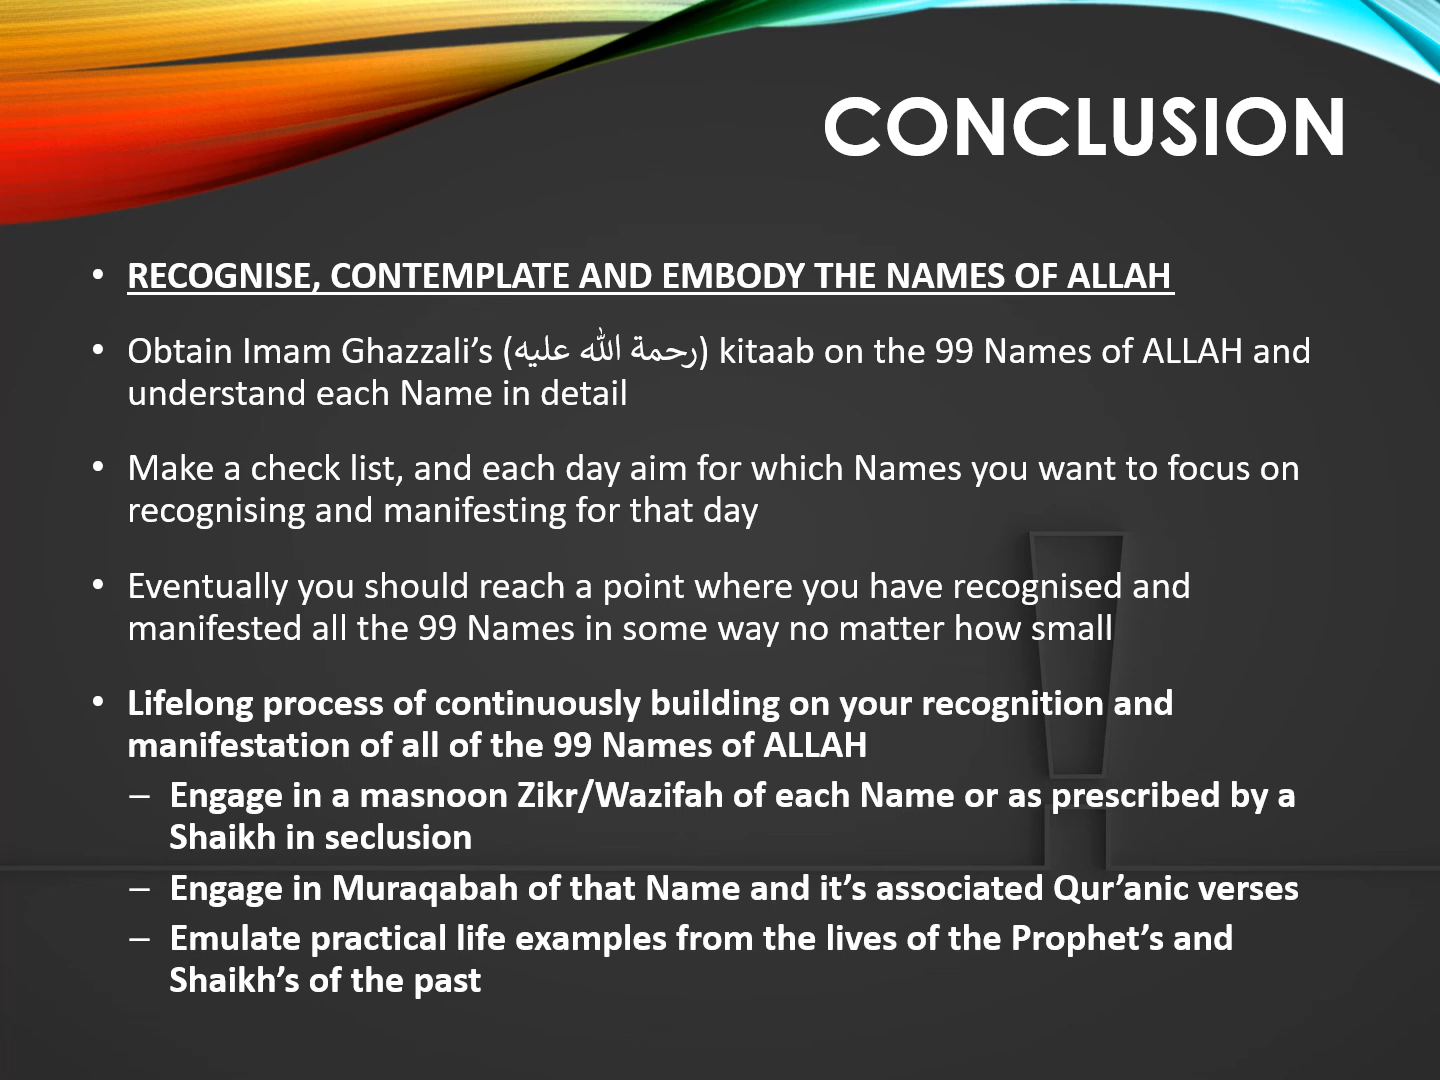 CONCLUSION
• RECOGNISE, CONTEMPLATE AND EMBODY THE NAMES OF ALLAH
• Obtain Imam Ghazzali’s (رحمة الله عليه) kitaab on the 99 Names of ALLAH and
understand each Name in detail
• Make a check list, and each day aim for which Names you want to focus on
recognising and manifesting for that day
• Eventually you should reach a point where you have recognised and
manifested all the 99 Names in some way no matter how small
• Lifelong process of continuously building on your recognition and
manifestation of all of the 99 Names of ALLAH
– Engage in a masnoon Zikr/Wazifah of each Name or as prescribed by a
Shaikh in seclusion
– Engage in Muraqabah of that Name and it’s associated Qur’anic verses
– Emulate practical life examples from the lives of the Prophet’s and
Shaikh’s of the past